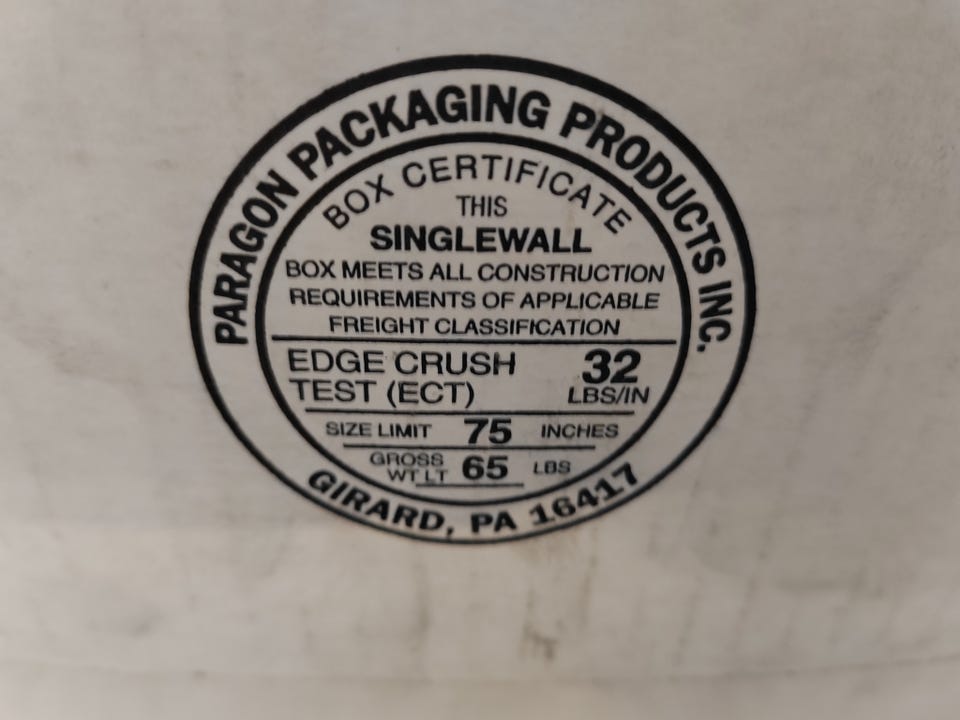 PARAGON PACKAGING PRODUCTS INC.
BOX CERTIFICATE
THIS
SINGLEWALL
BOX MEETS ALL CONSTRUCTION
REQUIREMENTS OF APPLICABLE
FREIGHT CLASSIFICATION
EDGE CRUSH
TEST (ECT)
32
LBS/IN
SIZE LIMIT 75 INCHES
GROSS
WT LT 65 LBS
GIRARD, PA 16417